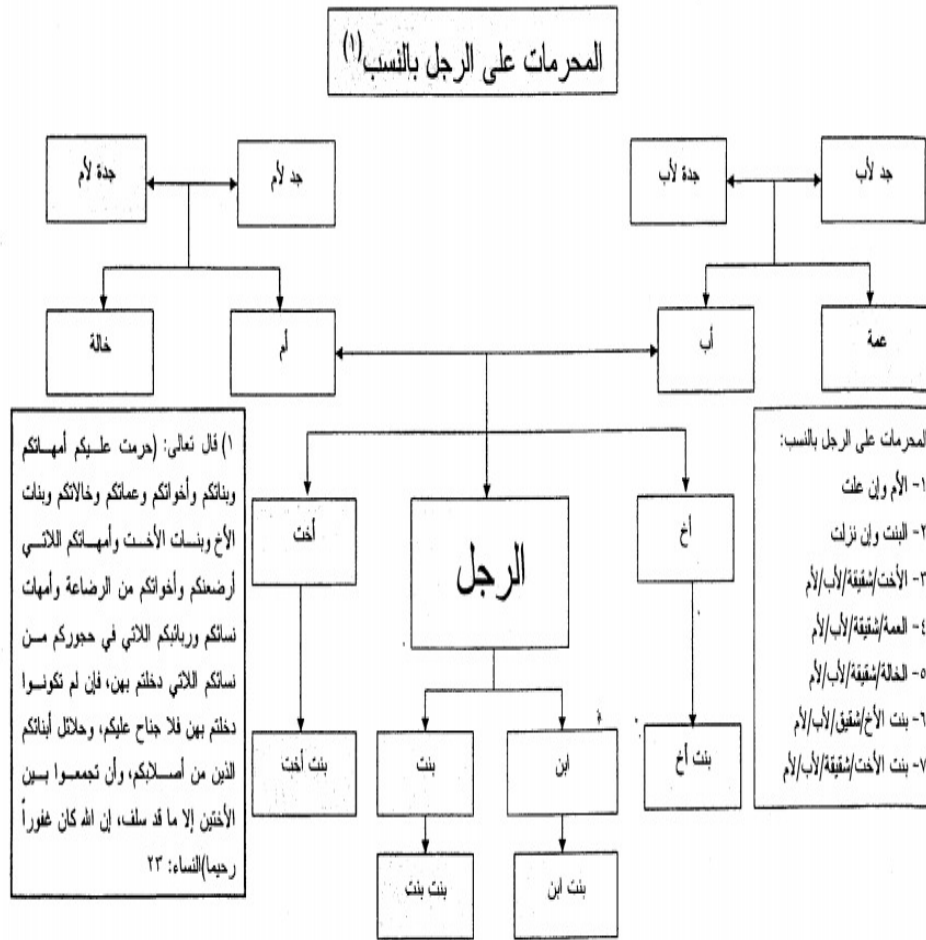 المحرمات على الرجل بالنسب(١)
جد لأب
جدة لأب
جد لأم
جدة لأم
عمة
أب
أم
خالة
المحرمات على الرجل بالنسب:
١- الأم وإن علت
٢- البنت وإن نزلت
٣- الأخت/شقيقة/لأب/لأم
٤- العمة/شقيقة/لأب/لأم
٥- الخالة/شقيقة/لأب/لأم
٦- بنت الأخ/شقيق/لأب/لأم
٧- بنت الأخت/شقيقة/لأب/لأم
أخ
الرجل
أخت
بنت أخ
ابن
بنت
بنت أخت
بنت ابن
بنت بنت
١) قال تعالى: (حرمت عليكم أمهاتكم
وبناتكم وأخواتكم وعماتكم وخالاتكم وبنات
الأخ وبنات الأخت وأمهاتكم اللاتي
أرضعنكم وأخواتكم من الرضاعة وأمهات
نسائكم وربائبكم اللاتي في حجوركم من
نسائكم اللاتي دخلتم بهن، فإن لم تكونوا
دخلتم بهن فلا جناح عليكم، وحلائل أبنائكم
الذين من أصلابكم، وأن تجمعوا بين
الأختين إلا ما قد سلف، إن الله كان غفوراً
رحيما)النساء: ٢٣